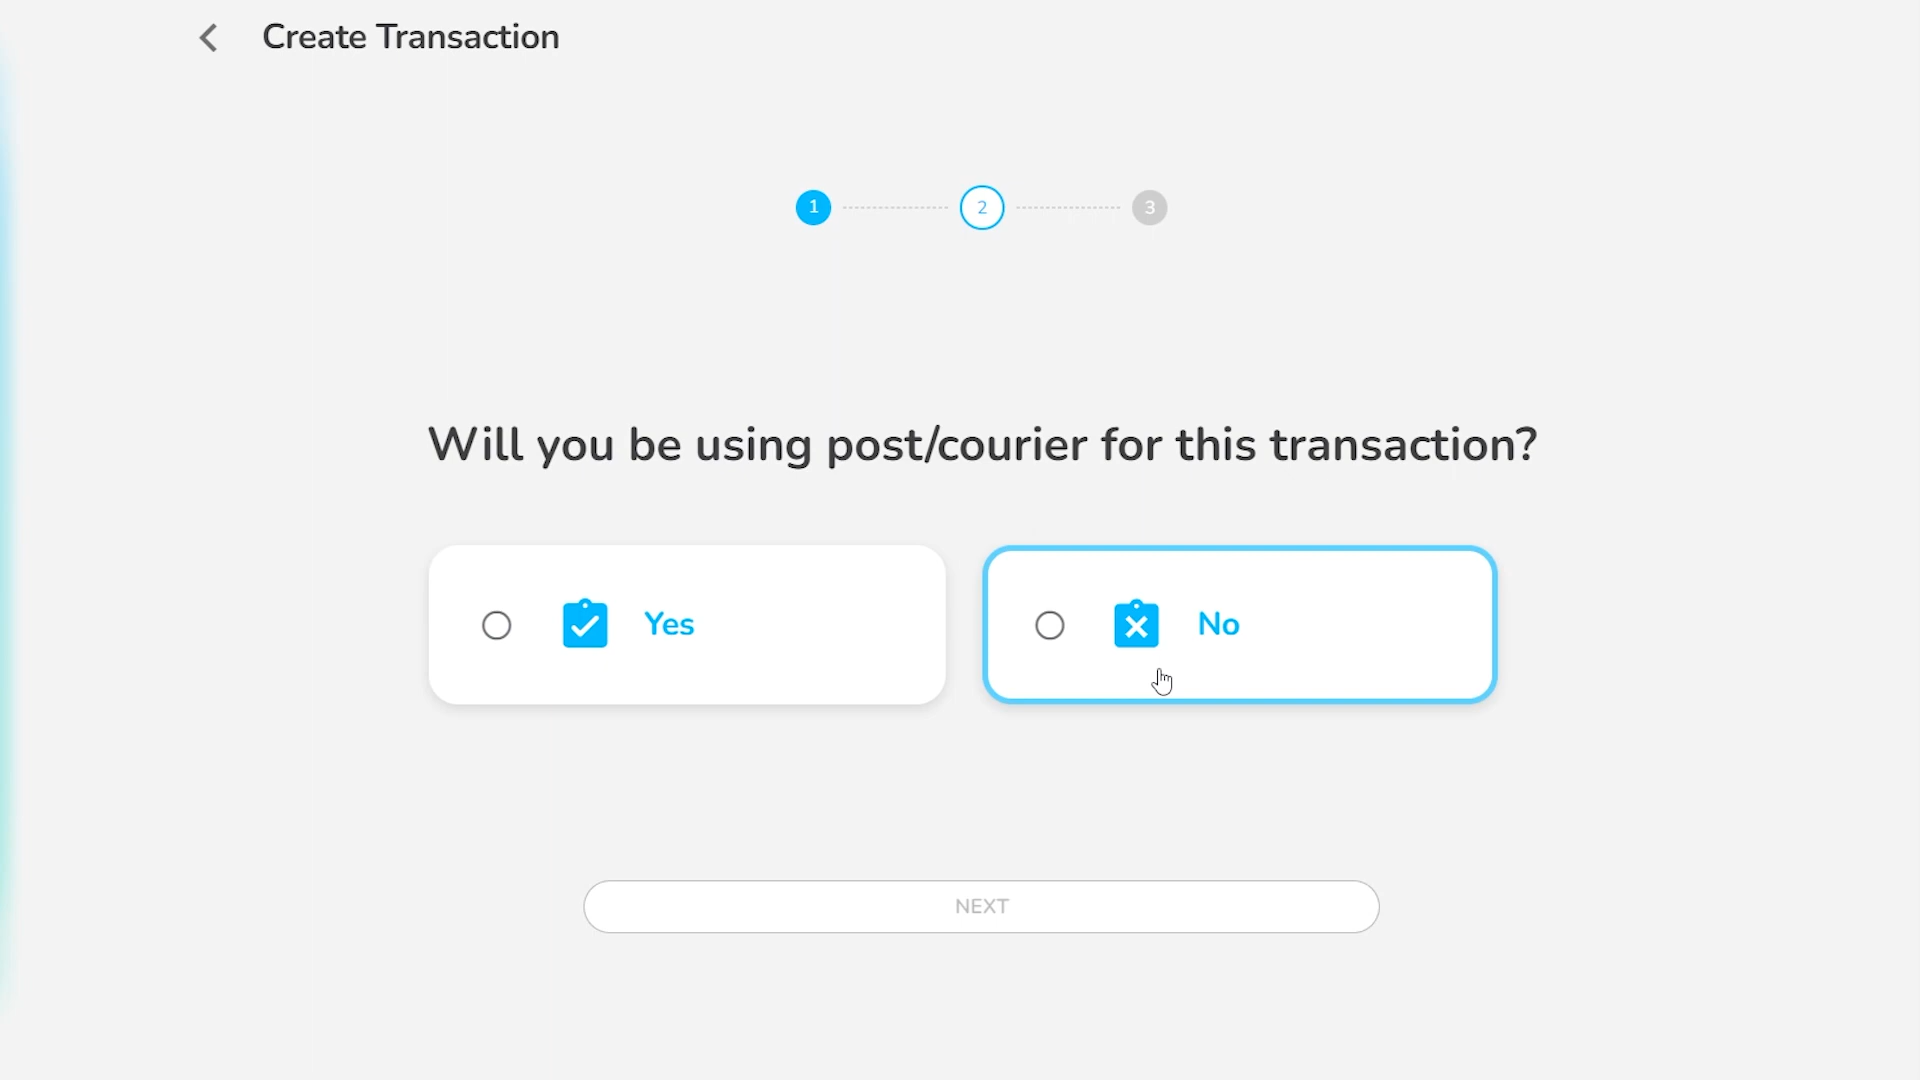 Create Transaction
1 2 3
Will you be using post/courier for this transaction?
Yes No
NEXT